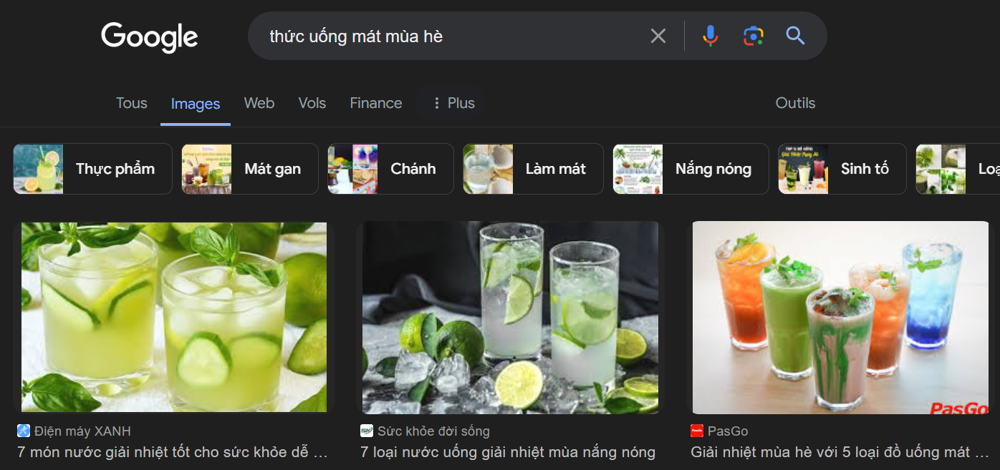 Google
thức uống mát mùa hè
Tous
Images
Web
Vols
Finance
Plus
Outils
Thực phẩm
Mát gan
Chánh
Làm mát
Nắng nóng
Sinh tố
PasGo
Điện máy XANH
7 món nước giải nhiệt tốt cho sức khỏe dễ ...
Sức khỏe đời sống
7 loại nước uống giải nhiệt mùa nắng nóng
PasGo
Giải nhiệt mùa hè với 5 loại đồ uống mát ...